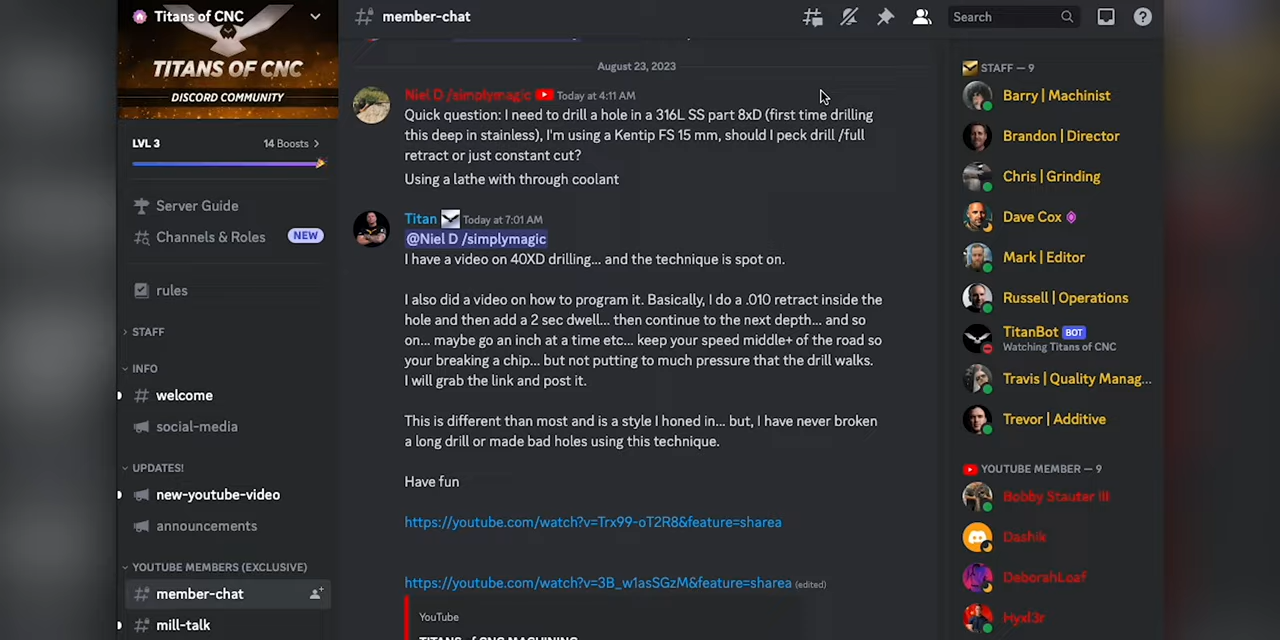 Titans of CNC
TITANS OF CNC
DISCORD COMMUNITY
LVL 3
14 Boosts
Server Guide
Channels & Roles
NEW
rules
STAFF
INFO
welcome
social-media
UPDATES!
new-youtube-video
announcements
YOUTUBE MEMBERS (EXCLUSIVE)
member-chat
mill-talk
member-chat
Search
August 23, 2023
Niel D /simplymagic Today at 4:11 AM
Quick question: I need to drill a hole in a 316L SS part 8xD (first time drilling
this deep in stainless), I'm using a Kentip FS 15 mm, should I peck drill /full
retract or just constant cut?
Using a lathe with through coolant
Titan Today at 7:01 AM
@Niel D /simplymagic
I have a video on 40XD drilling... and the technique is spot on.
I also did a video on how to program it. Basically, I do a .010 retract inside the
hole and then add a 2 sec dwell... then continue to the next depth... and so
on... maybe go an inch at a time etc... keep your speed middle+ of the road so
your breaking a chip... but not putting to much pressure that the drill walks.
I will grab the link and post it.
This is different than most and is a style I honed in... but, I have never broken
a long drill or made bad holes using this technique.
Have fun
https://youtube.com/watch?v=Trx99-oT2R8&feature=sharea
https://youtube.com/watch?v=3B_w1asSGzM&feature=sharea (edited)
YouTube
TITANS of CNC MACHINING
STAFF — 9
Barry | Machinist
Brandon | Director
Chris | Grinding
Dave Cox
Mark | Editor
Russell | Operations
TitanBot BOT
Watching Titans of CNC
Travis | Quality Manag...
Trevor | Additive
YOUTUBE MEMBER — 9
Bobby Stauter III
Dashik
DeborahLoaf
Hyxl3r